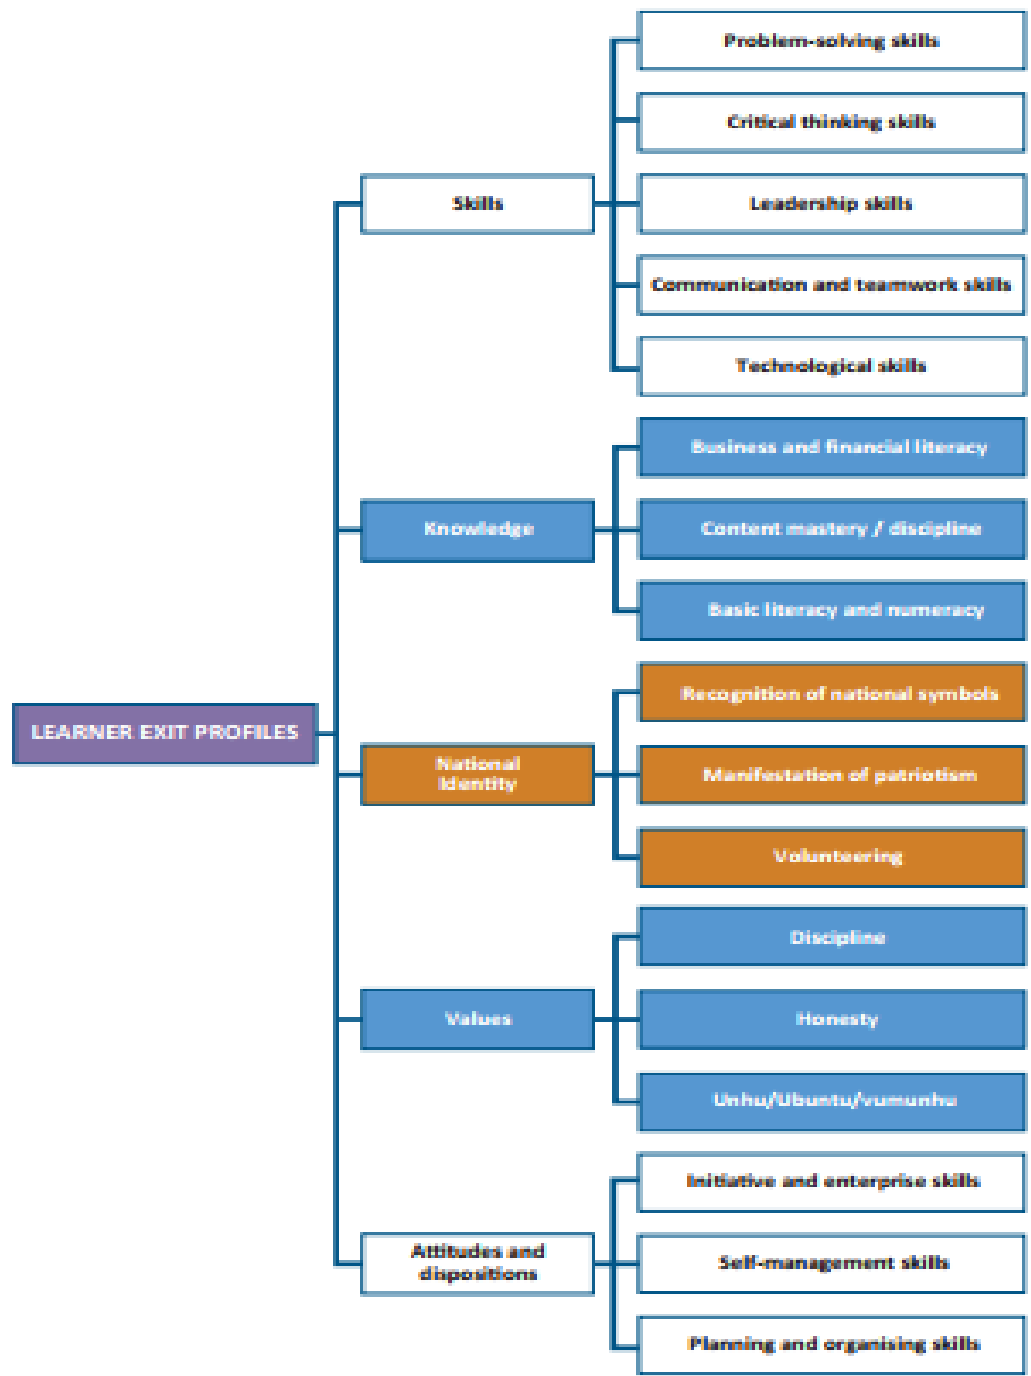 Problem-solving skills
Critical thinking skills
Skills
Leadership skills
Communication and teamwork skills
Technological skills
Business and financial literacy
Knowledge
Content mastery / discipline
Basic literacy and numeracy
LEARNER EXIT PROFILES
Recognition of national symbols
National
Identity
Manifestation of patriotism
Volunteering
Discipline
Values
Honesty
Unhu/Ubuntu/vumunhu
Initiative and enterprise skills
Attitudes and
dispositions
Self-management skills
Planning and organising skills